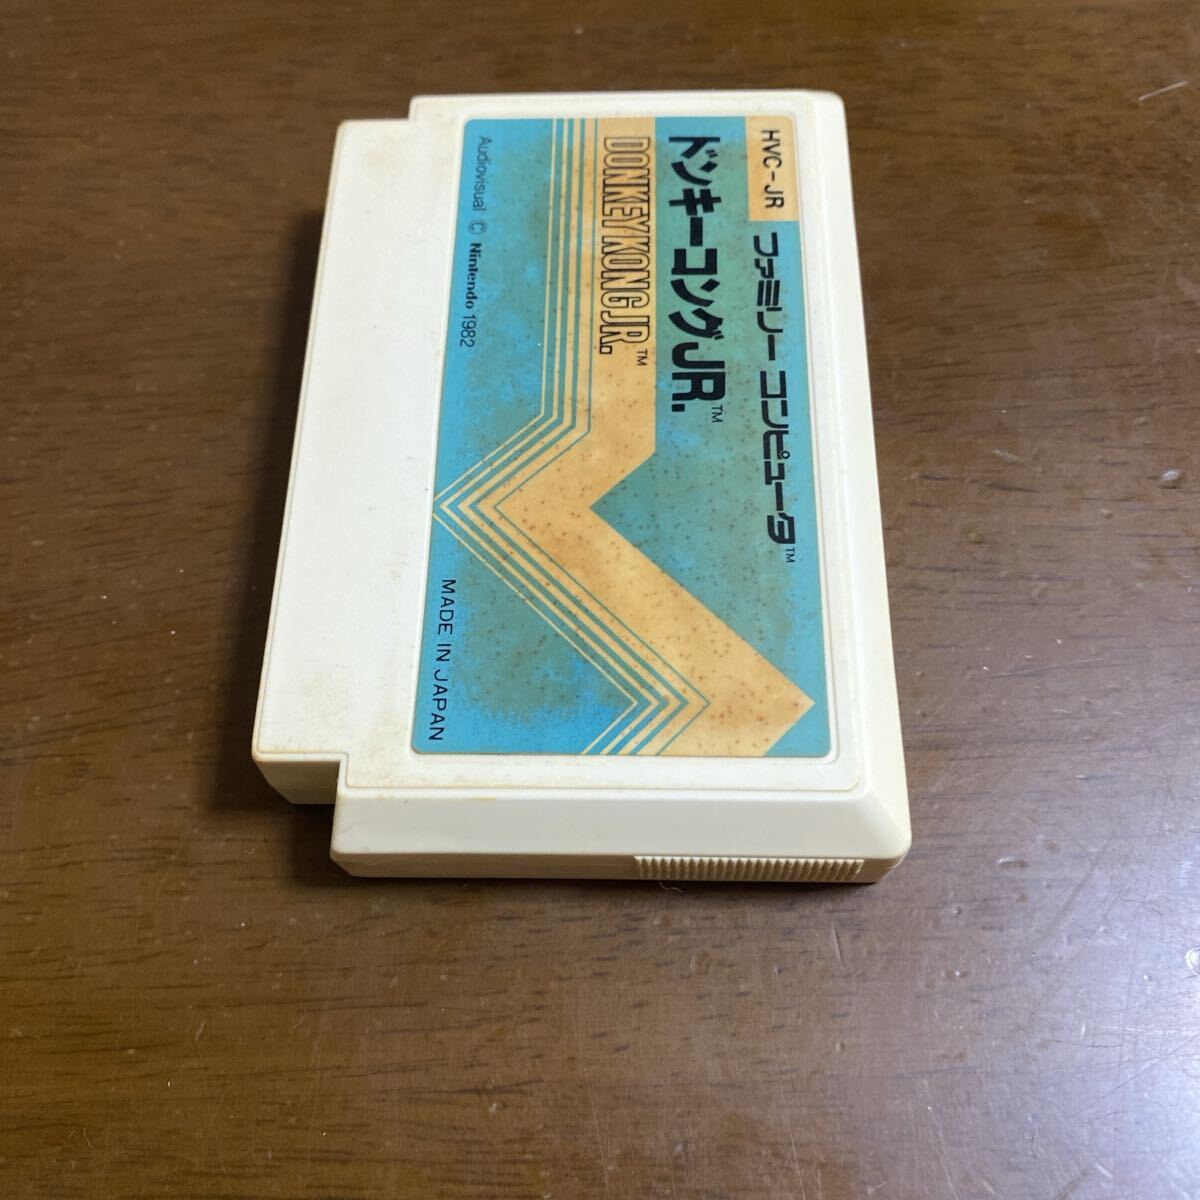 HVC-JR
ファミリー コンピュータ™
ドンキーコングJR.™
DONKEY KONG JR.™
Audiovisual © Nintendo 1982
MADE IN JAPAN